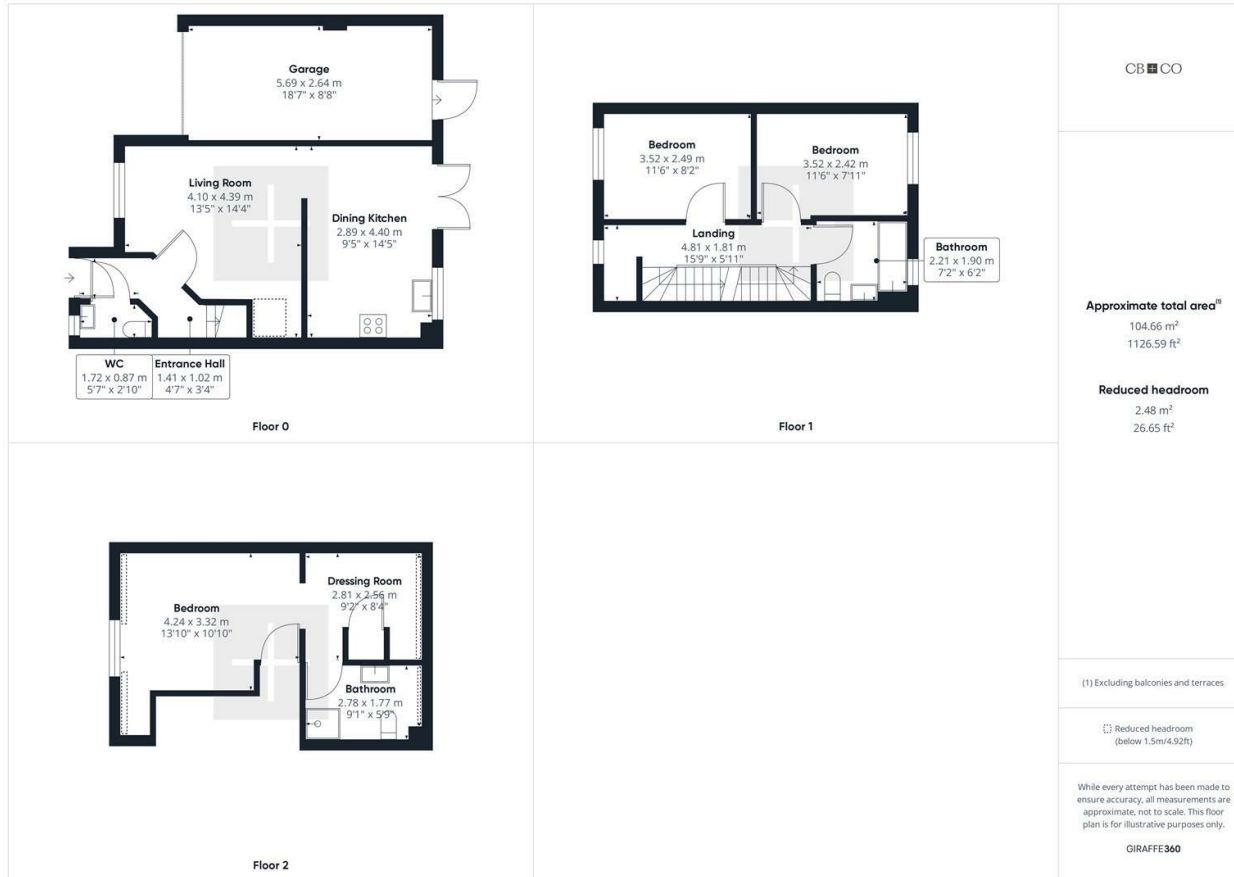 Garage
5.69 x 2.64 m
18'7" x 8'8"
Living Room
4.10 x 4.39 m
13'5" x 14'4"
Dining Kitchen
2.89 x 4.40 m
9'5" x 14'5"
WC
1.72 x 0.87 m
5'7" x 2'10"
Entrance Hall
1.41 x 1.02 m
4'7" x 3'4"
Floor 0
Bedroom
3.52 x 2.49 m
11'6" x 8'2"
Bedroom
3.52 x 2.42 m
11'6" x 7'11"
Landing
4.81 x 1.81 m
15'9" x 5'11"
Bathroom
2.21 x 1.90 m
7'2" x 6'2"
Floor 1
Bedroom
4.24 x 3.32 m
13'10" x 10'10"
Dressing Room
2.81 x 2.56 m
9'2" x 8'4"
Bathroom
2.78 x 1.77 m
9'1" x 5'9"
Floor 2
CB CO
Approximate total area⁽¹⁾
104.66 m²
1126.59 ft²
Reduced headroom
2.48 m²
26.65 ft²
(1) Excluding balconies and terraces
Reduced headroom
(below 1.5m/4.92ft)
While every attempt has been made to
ensure accuracy, all measurements are
approximate, not to scale. This floor
plan is for illustrative purposes only.
GIRAFFE360